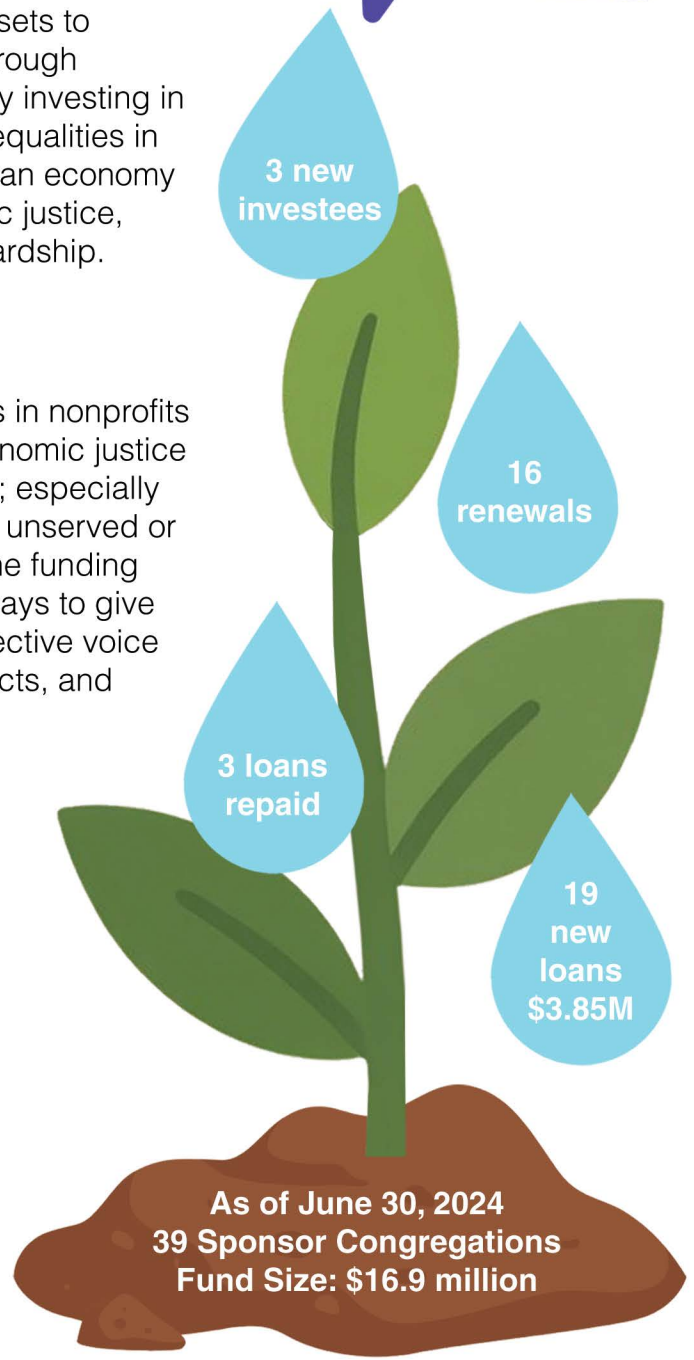 sets to
rough
y investing in
equalities in
an economy
c justice,
ardship.
s in nonprofits
nomic justice
; especially
unserved or
ne funding
ays to give
ective voice
cts, and
3 new
investees
16
renewals
3 loans
repaid
19
new
loans
$3.85M
As of June 30, 2024
39 Sponsor Congregations
Fund Size: $16.9 million